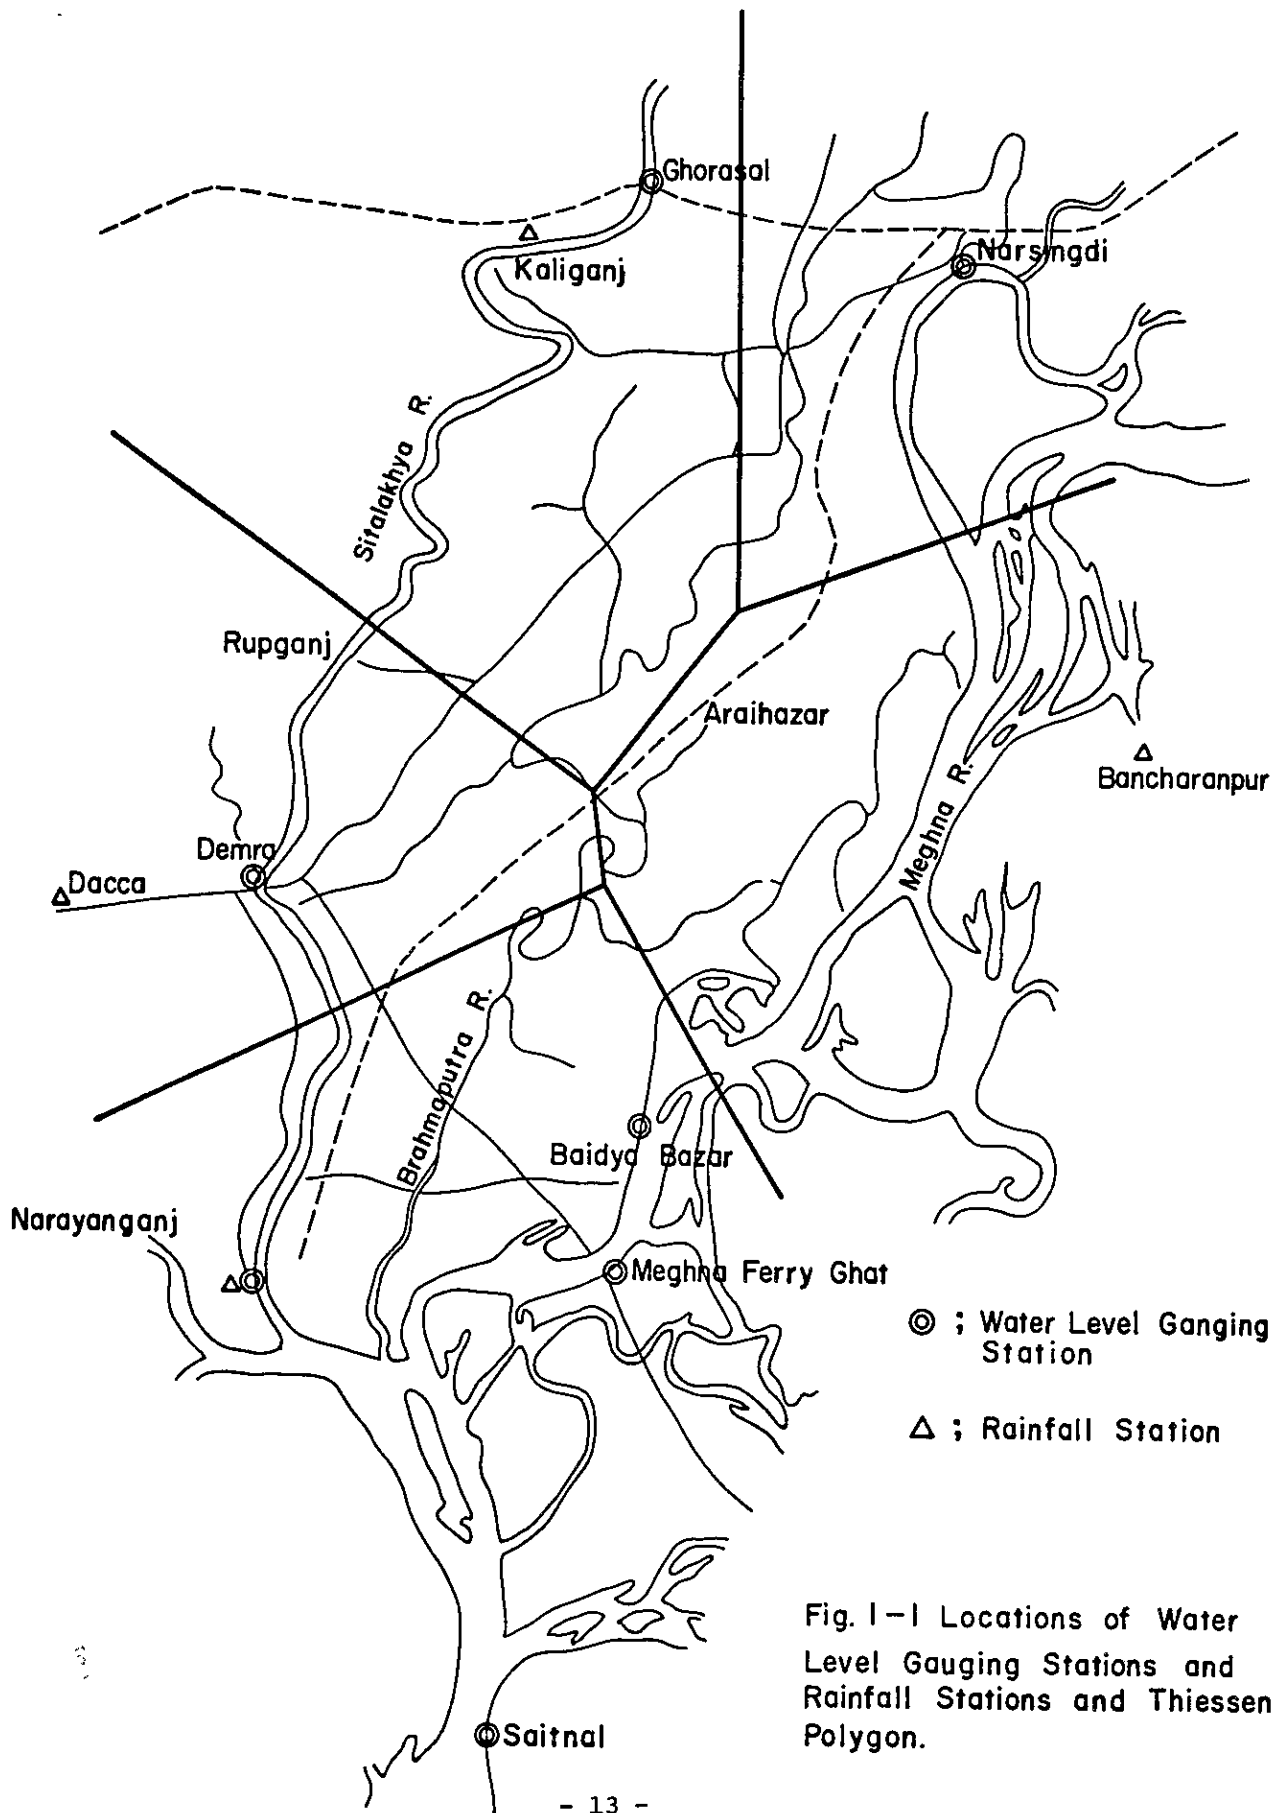 Ghorasal
Narsingdi
Kaliganj
Sitalakhya R.
Rupganj
Araihazar
Bancharanpur
Meghna R.
Demra
Dacca
Brahmaputra R.
Baidya Bazar
Narayanganj
Meghna Ferry Ghat
; Water Level Ganging
Station
; Rainfall Station
Fig. 1-1 Locations of Water
Level Gauging Stations and
Rainfall Stations and Thiessen
Polygon.
Saitnal
- 13 -